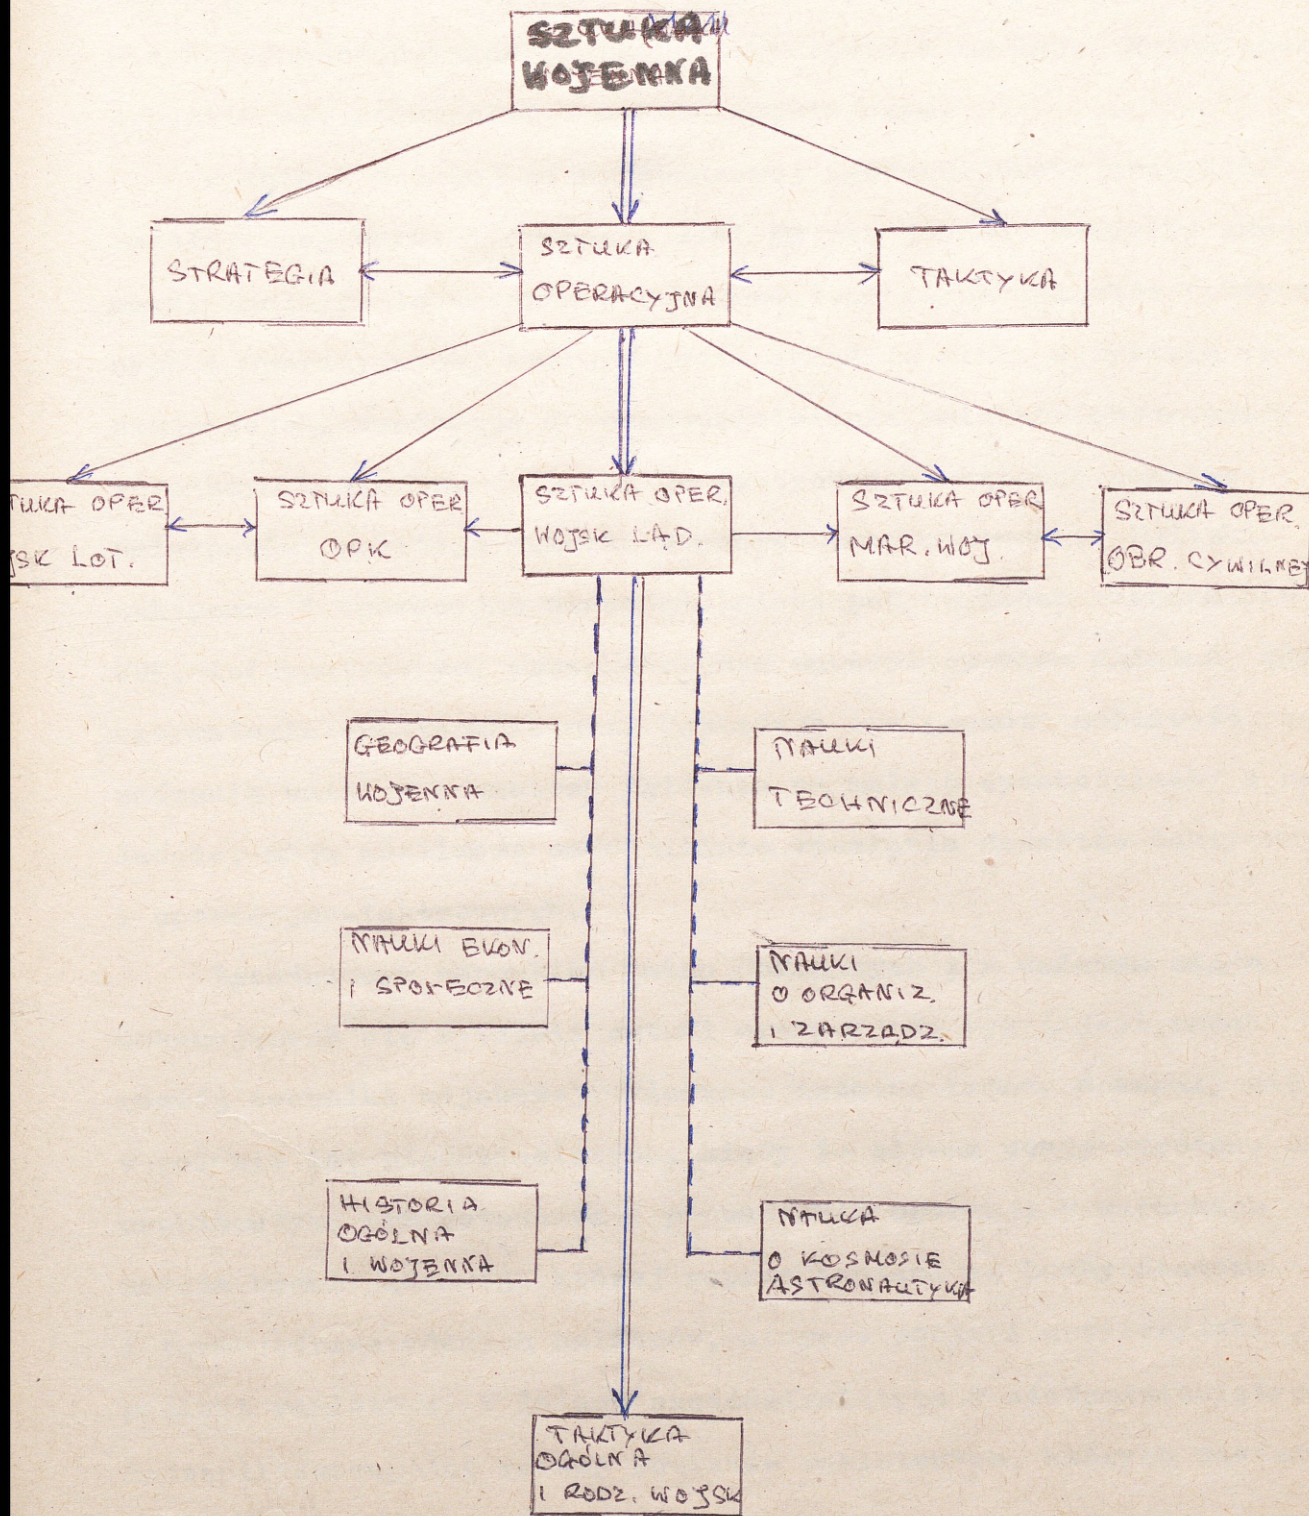 SZTUKA
WOJENNA
STRATEGIA
SZTUKA
OPERACYJNA
TAKTYKA
TUKA OPER
JSK LOT.
SZTUKA OPER
OPK
SZTUKA OPER.
WOJSK LĄD.
SZTUKA OPER
MAR. WOJ.
SZTUKA OPER.
OBR. CYWILNEJ
GEOGRAFIA
WOJENNA
NAUKI
TECHNICZNE
NAUKI EKON.
I SPOŁECZNE
NAUKI
O ORGANIZ.
I ZARZĄDZ.
HISTORIA
OGÓLNA
I WOJENNA
NAUKA
O KOSMOSIE
ASTRONAUTYKA
TAKTYKA
OGÓLNA
I RODZ. WOJSK